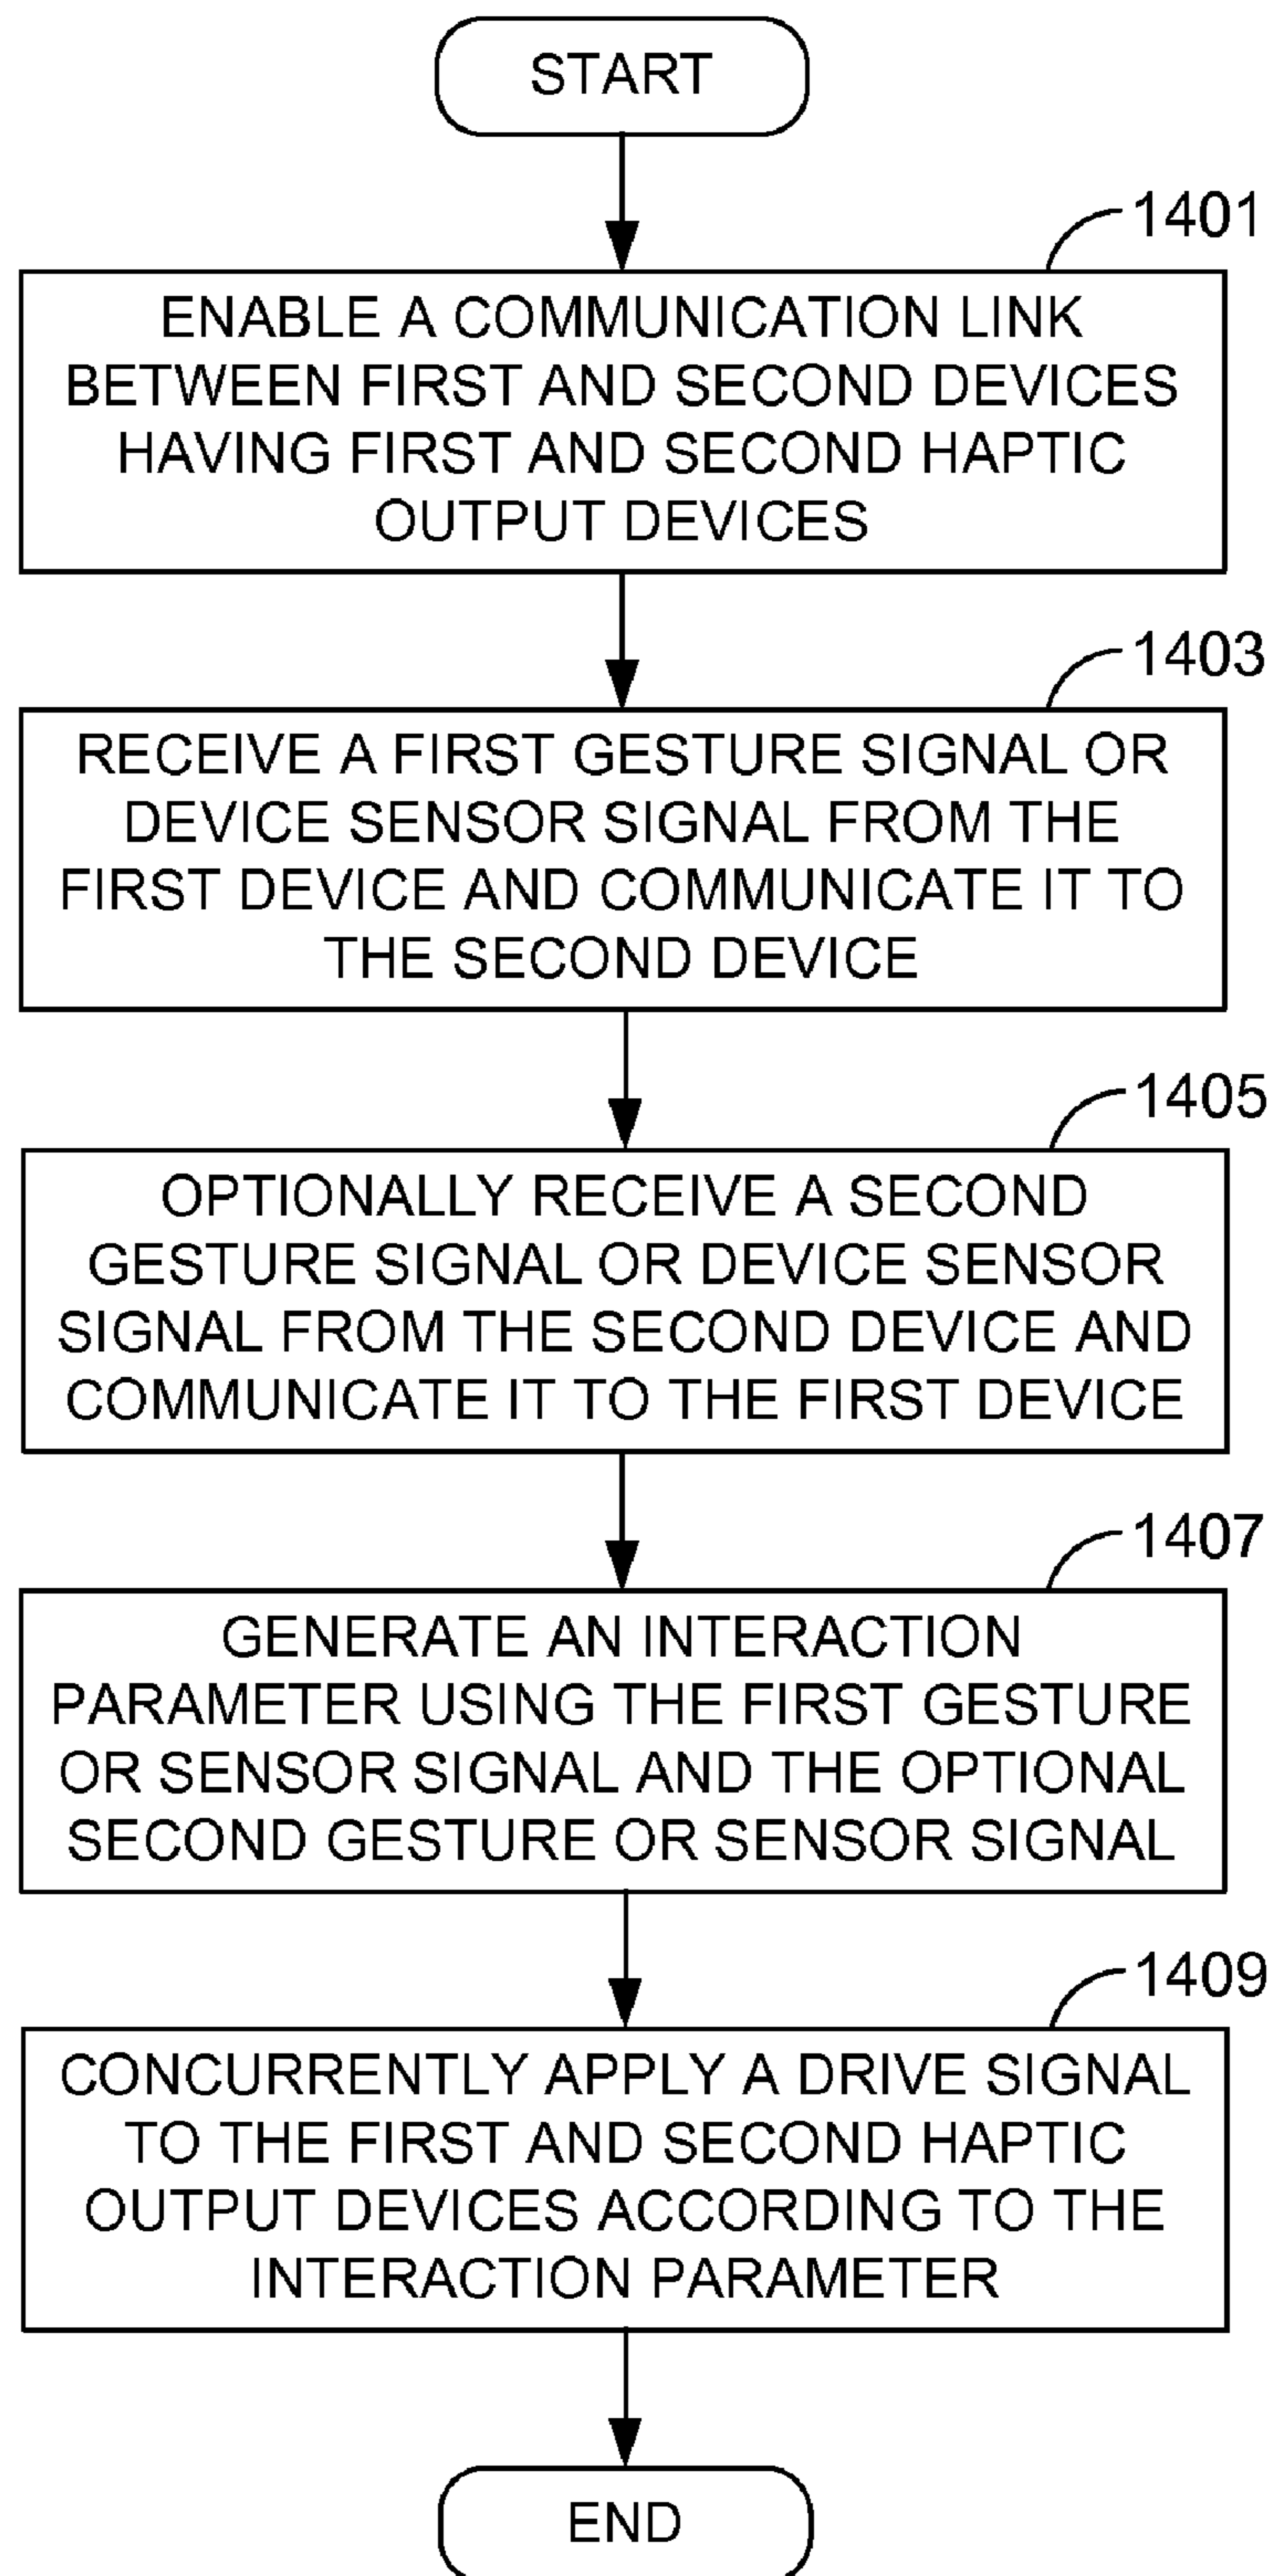 START
1401
ENABLE A COMMUNICATION LINK
BETWEEN FIRST AND SECOND DEVICES
HAVING FIRST AND SECOND HAPTIC
OUTPUT DEVICES
1403
RECEIVE A FIRST GESTURE SIGNAL OR
DEVICE SENSOR SIGNAL FROM THE
FIRST DEVICE AND COMMUNICATE IT TO
THE SECOND DEVICE
1405
OPTIONALLY RECEIVE A SECOND
GESTURE SIGNAL OR DEVICE SENSOR
SIGNAL FROM THE SECOND DEVICE AND
COMMUNICATE IT TO THE FIRST DEVICE
1407
GENERATE AN INTERACTION
PARAMETER USING THE FIRST GESTURE
OR SENSOR SIGNAL AND THE OPTIONAL
SECOND GESTURE OR SENSOR SIGNAL
1409
CONCURRENTLY APPLY A DRIVE SIGNAL
TO THE FIRST AND SECOND HAPTIC
OUTPUT DEVICES ACCORDING TO THE
INTERACTION PARAMETER
END